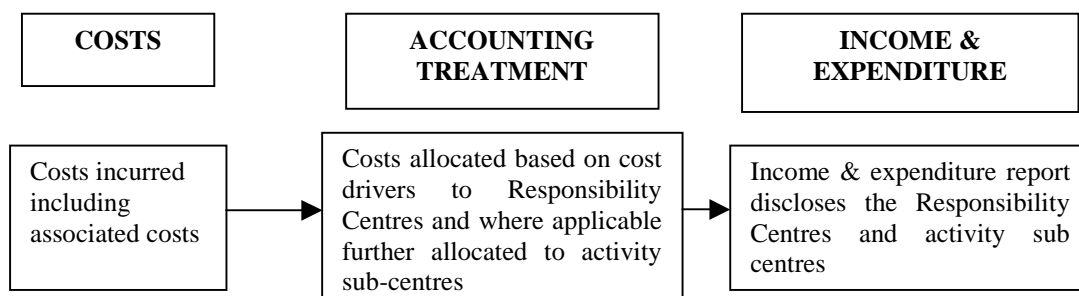 COSTS
ACCOUNTING
TREATMENT
INCOME &
EXPENDITURE
Costs incurred
including
associated costs
Costs allocated based on cost
drivers to Responsibility
Centres and where applicable
further allocated to activity
sub-centres
Income & expenditure report
discloses the Responsibility
Centres and activity sub
centres